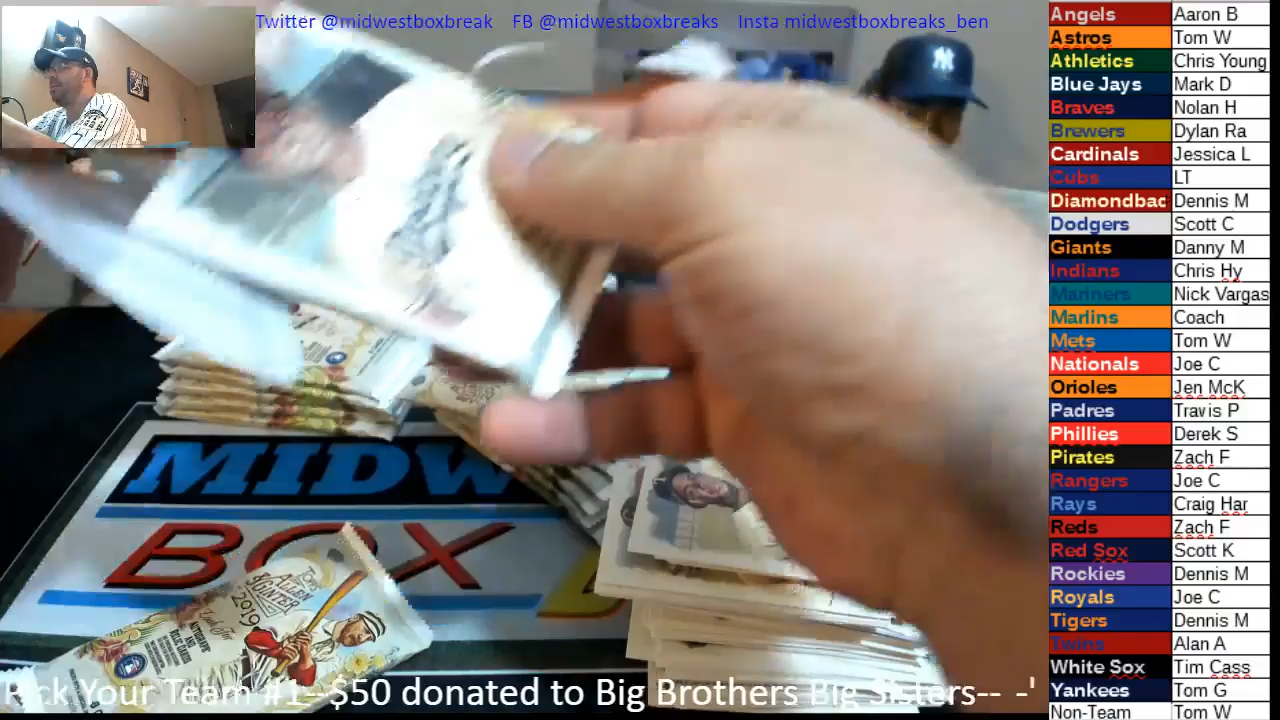 Twitter @midwestboxbreak FB @midwestboxbreaks Insta midwestboxbreaks_ben
Angels Aaron B
Astros Tom W
Athletics Chris Young
Blue Jays Mark D
Braves Nolan H
Brewers Dylan Ra
Cardinals Jessica L
Cubs LT
Diamondbac Dennis M
Dodgers Scott C
Giants Danny M
Indians Chris Hy
Mariners Nick Vargas
Marlins Coach
Mets Tom W
Nationals Joe C
Orioles Jen McK
Padres Travis P
Phillies Derek S
Pirates Zach F
Rangers Joe C
Rays Craig Har
Reds Zach F
Red Sox Scott K
Rockies Dennis M
Royals Joe C
Tigers Dennis M
Twins Alan A
White Sox Tim Cass
Yankees Tom G
Non-Team Tom W
MIDW
BOX
Topps
Allen
&
Ginter
2019
Pick Your Team #1--$50 donated to Big Brothers Big Sisters-- -'